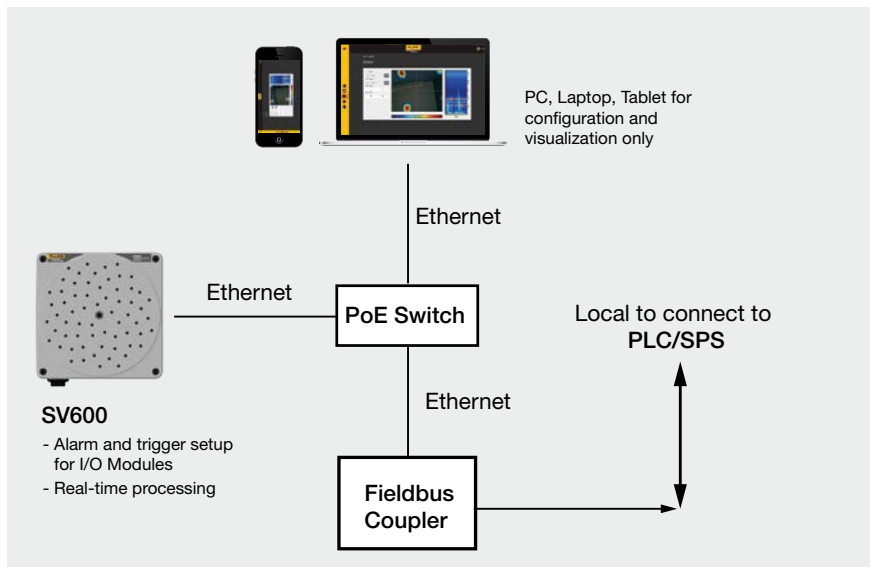 PC, Laptop, Tablet for
configuration and
visualization only
Ethernet
Ethernet
PoE Switch
Local to connect to
PLC/SPS
Ethernet
SV600
- Alarm and trigger setup
for I/O Modules
- Real-time processing
Fieldbus
Coupler